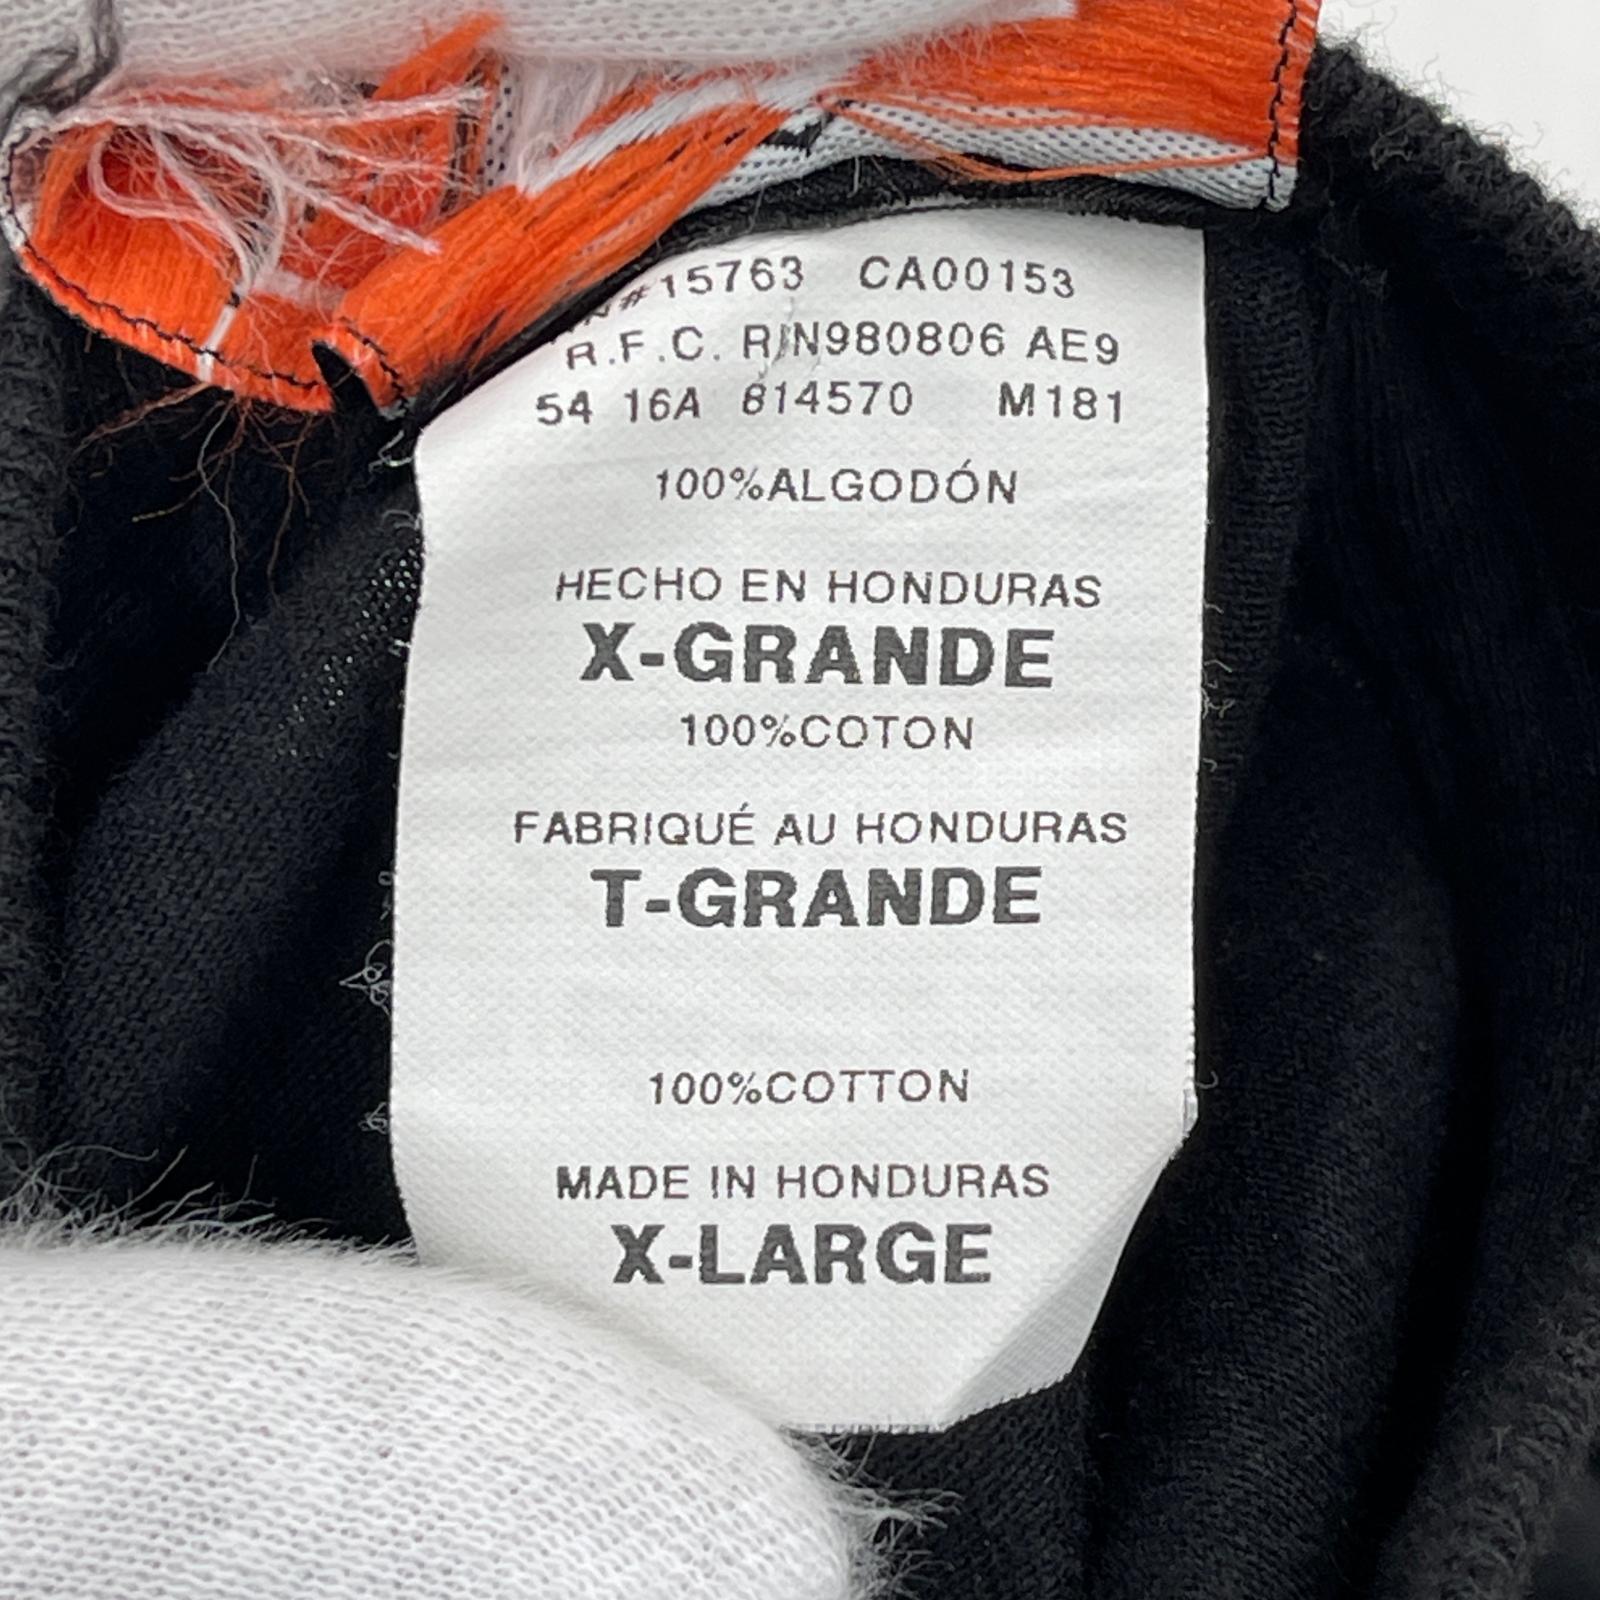 N#15763 CA00153
R.F.C. RIN980806 AE9
54 16A 814570 M181
100%ALGODÓN
HECHO EN HONDURAS
X-GRANDE
100%COTON
FABRIQUÉ AU HONDURAS
T-GRANDE
100%COTTON
MADE IN HONDURAS
X-LARGE